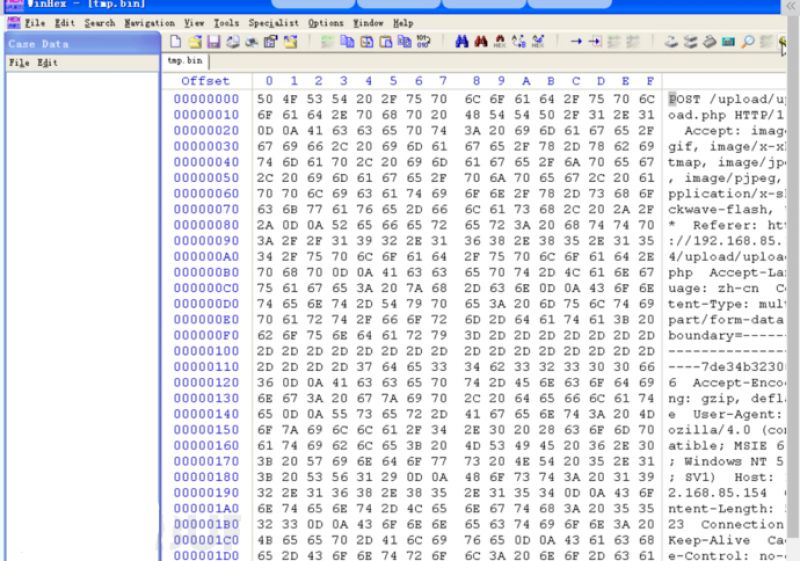 WinHex - [tmp.bin]
File Edit Search Navigation View Tools Specialist Options Window Help
Case Data
File Edit
tmp.bin
Offset 0 1 2 3 4 5 6 7 8 9 A B C D E F
00000000 50 4F 53 54 20 2F 75 70 6C 6F 61 64 2F 75 70 6C POST /upload/u
00000010 6F 61 64 2E 70 68 70 20 48 54 54 50 2F 31 2E 31 oad.php HTTP/1
00000020 0D 0A 41 63 63 65 70 74 3A 20 69 6D 61 67 65 2F Accept: imag
00000030 67 69 66 2C 20 69 6D 61 67 65 2F 78 2D 78 62 69 gif, image/x-x
00000040 74 6D 61 70 2C 20 69 6D 61 67 65 2F 6A 70 65 67 tmap, image/jp
00000050 2C 20 69 6D 61 67 65 2F 70 6A 70 65 67 2C 20 61 , image/pjpeg,
00000060 70 70 6C 69 63 61 74 69 6F 6E 2F 78 2D 73 68 6F pplication/x-s
00000070 63 6B 77 61 76 65 2D 66 6C 61 73 68 2C 20 2A 2F ckwave-flash,
00000080 2A 0D 0A 52 65 66 65 72 65 72 3A 20 68 74 74 70 * Referer: ht
00000090 3A 2F 2F 31 39 32 2E 31 36 38 2E 38 35 2E 31 35 ://192.168.85.
000000A0 34 2F 75 70 6C 6F 61 64 2F 75 70 6C 6F 61 64 2E 4/upload/uploa
000000B0 70 68 70 0D 0A 41 63 63 65 70 74 2D 4C 61 6E 67 php Accept-La
000000C0 75 61 67 65 3A 20 7A 68 2D 63 6E 0D 0A 43 6F 6E uage: zh-cn C
000000D0 74 65 6E 74 2D 54 79 70 65 3A 20 6D 75 6C 74 69 tent-Type: mul
000000E0 70 61 72 74 2F 66 6F 72 6D 2D 64 61 74 61 3B 20 part/form-data
000000F0 62 6F 75 6E 64 61 72 79 3D 2D 2D 2D 2D 2D 2D 2D boundary=-----
00000100 2D 2D 2D 2D 2D 2D 2D 2D 2D 2D 2D 2D 2D 2D 2D 2D --------------
00000110 2D 2D 2D 2D 37 64 65 33 34 62 33 32 33 30 30 66 ----7de34b3230
00000120 36 0D 0A 41 63 63 65 70 74 2D 45 6E 63 6F 64 69 6 Accept-Enco
00000130 6E 67 3A 20 67 7A 69 70 2C 20 64 65 66 6C 61 74 ng: gzip, defl
00000140 65 0D 0A 55 73 65 72 2D 41 67 65 6E 74 3A 20 4D e User-Agent:
00000150 6F 7A 69 6C 6C 61 2F 34 2E 30 20 28 63 6F 6D 70 ozilla/4.0 (co
00000160 61 74 69 62 6C 65 3B 20 4D 53 49 45 20 36 2E 30 atible; MSIE 6
00000170 3B 20 57 69 6E 64 6F 77 73 20 4E 54 20 35 2E 31 ; Windows NT 5
00000180 3B 20 53 56 31 29 0D 0A 48 6F 73 74 3A 20 31 39 ; SV1) Host:
00000190 32 2E 31 36 38 2E 38 35 2E 31 35 34 0D 0A 43 6F 2.168.85.154
000001A0 6E 74 65 6E 74 2D 4C 65 6E 67 74 68 3A 20 35 35 ntent-Length:
000001B0 32 33 0D 0A 43 6F 6E 6E 65 63 74 69 6F 6E 3A 20 23 Connection
000001C0 4B 65 65 70 2D 41 6C 69 76 65 0D 0A 43 61 63 68 Keep-Alive Ca
000001D0 65 2D 43 6F 6E 74 72 6F 6C 3A 20 6E 6F 2D 63 61 e-Control: no-